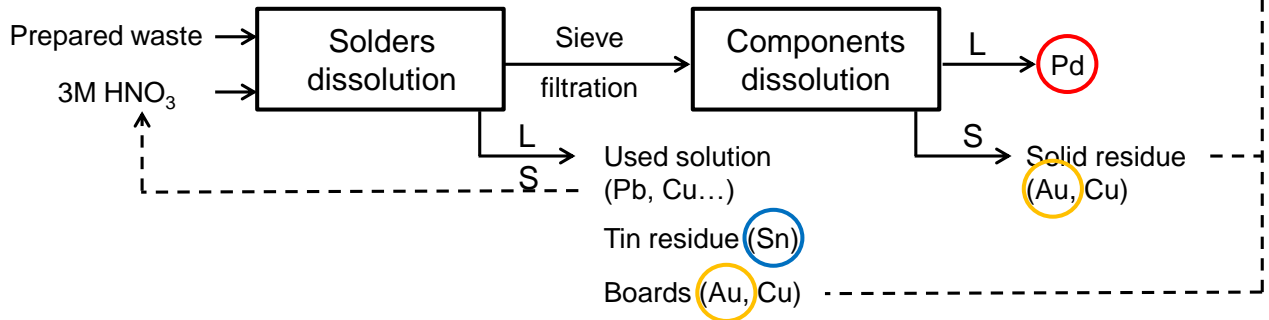 Prepared waste
3M HNO₃
Solders
dissolution
Sieve
filtration
Components
dissolution
L
Pd
L
S
Used solution
(Pb, Cu…)
Tin residue (Sn)
Boards (Au, Cu)
S
Solid residue
(Au, Cu)